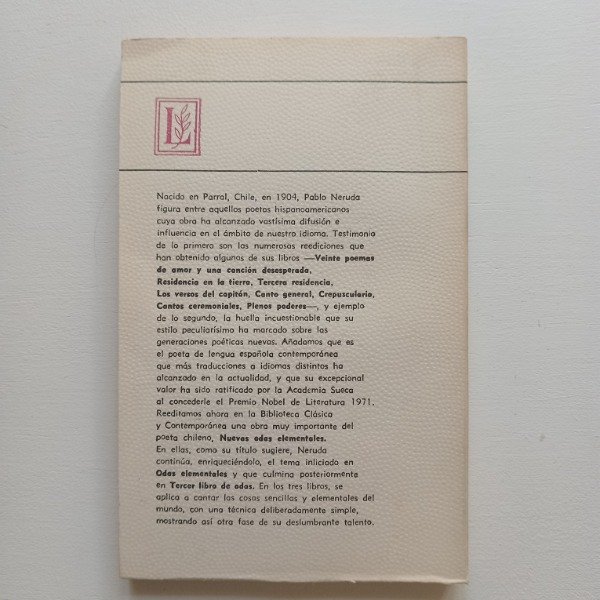 L
Nacido en Parral, Chile, en 1904, Pablo Neruda
figura entre aquellos poetas hispanoamericanos
cuya obra ha alcanzado vastísima difusión e
influencia en el ámbito de nuestro idioma. Testimonio
de lo primero son las numerosas reediciones que
han obtenido algunos de sus libros —Veinte poemas
de amor y una canción desesperada,
Residencia en la tierra, Tercera residencia,
Los versos del capitán, Canto general, Crepusculario,
Cantos ceremoniales, Plenos poderes—, y ejemplo
de lo segundo, la huella incuestionable que su
estilo peculiarísimo ha marcado sobre las
generaciones poéticas nuevas. Añadamos que es
el poeta de lengua española contemporánea
que más traducciones a idiomas distintos ha
alcanzado en la actualidad, y que su excepcional
valor ha sido ratificado por la Academia Sueca
al concederle el Premio Nobel de Literatura 1971.
Reeditamos ahora en la Biblioteca Clásica
y Contemporánea una obra muy importante del
poeta chileno, Nuevas odas elementales.
En ellas, como su título sugiere, Neruda
continúa, enriqueciéndolo, el tema iniciado en
Odas elementales y que culmina posteriormente
en Tercer libro de odas. En los tres libros, se
aplica a cantar las cosas sencillas y elementales del
mundo, con una técnica deliberadamente simple,
mostrando así otra fase de su deslumbrante talento.